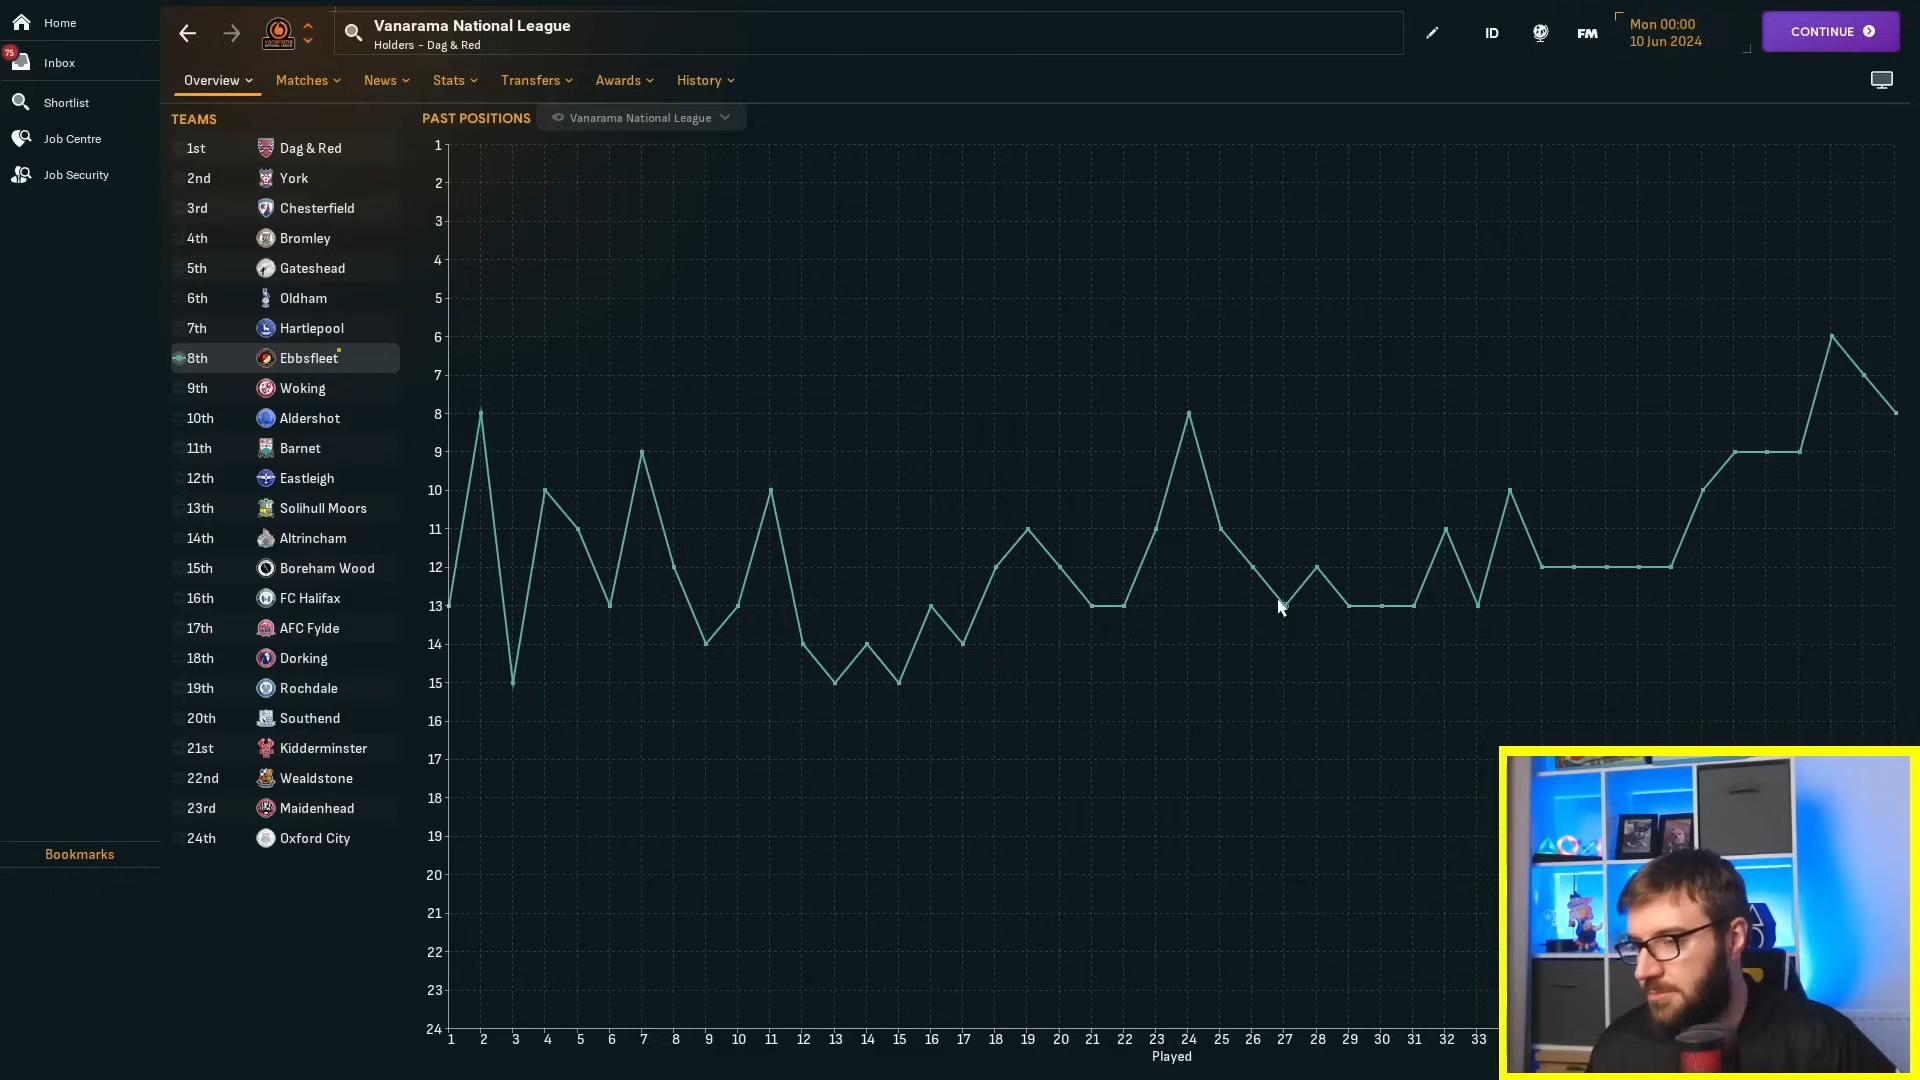 Home
75
Inbox
Shortlist
Job Centre
Job Security
Bookmarks
Vanarama National League
Holders - Dag & Red
ID
FM
Mon 00:00
10 Jun 2024
CONTINUE
Overview
Matches
News
Stats
Transfers
Awards
History
TEAMS
1st Dag & Red
2nd York
3rd Chesterfield
4th Bromley
5th Gateshead
6th Oldham
7th Hartlepool
8th Ebbsfleet
9th Woking
10th Aldershot
11th Barnet
12th Eastleigh
13th Solihull Moors
14th Altrincham
15th Boreham Wood
16th FC Halifax
17th AFC Fylde
18th Dorking
19th Rochdale
20th Southend
21st Kidderminster
22nd Wealdstone
23rd Maidenhead
24th Oxford City
PAST POSITIONS
Vanarama National League
1
2
3
4
5
6
7
8
9
10
11
12
13
14
15
16
17
18
19
20
21
22
23
24
1 2 3 4 5 6 7 8 9 10 11 12 13 14 15 16 17 18 19 20 21 22 23 24 25 26 27 28 29 30 31 32 33
Played